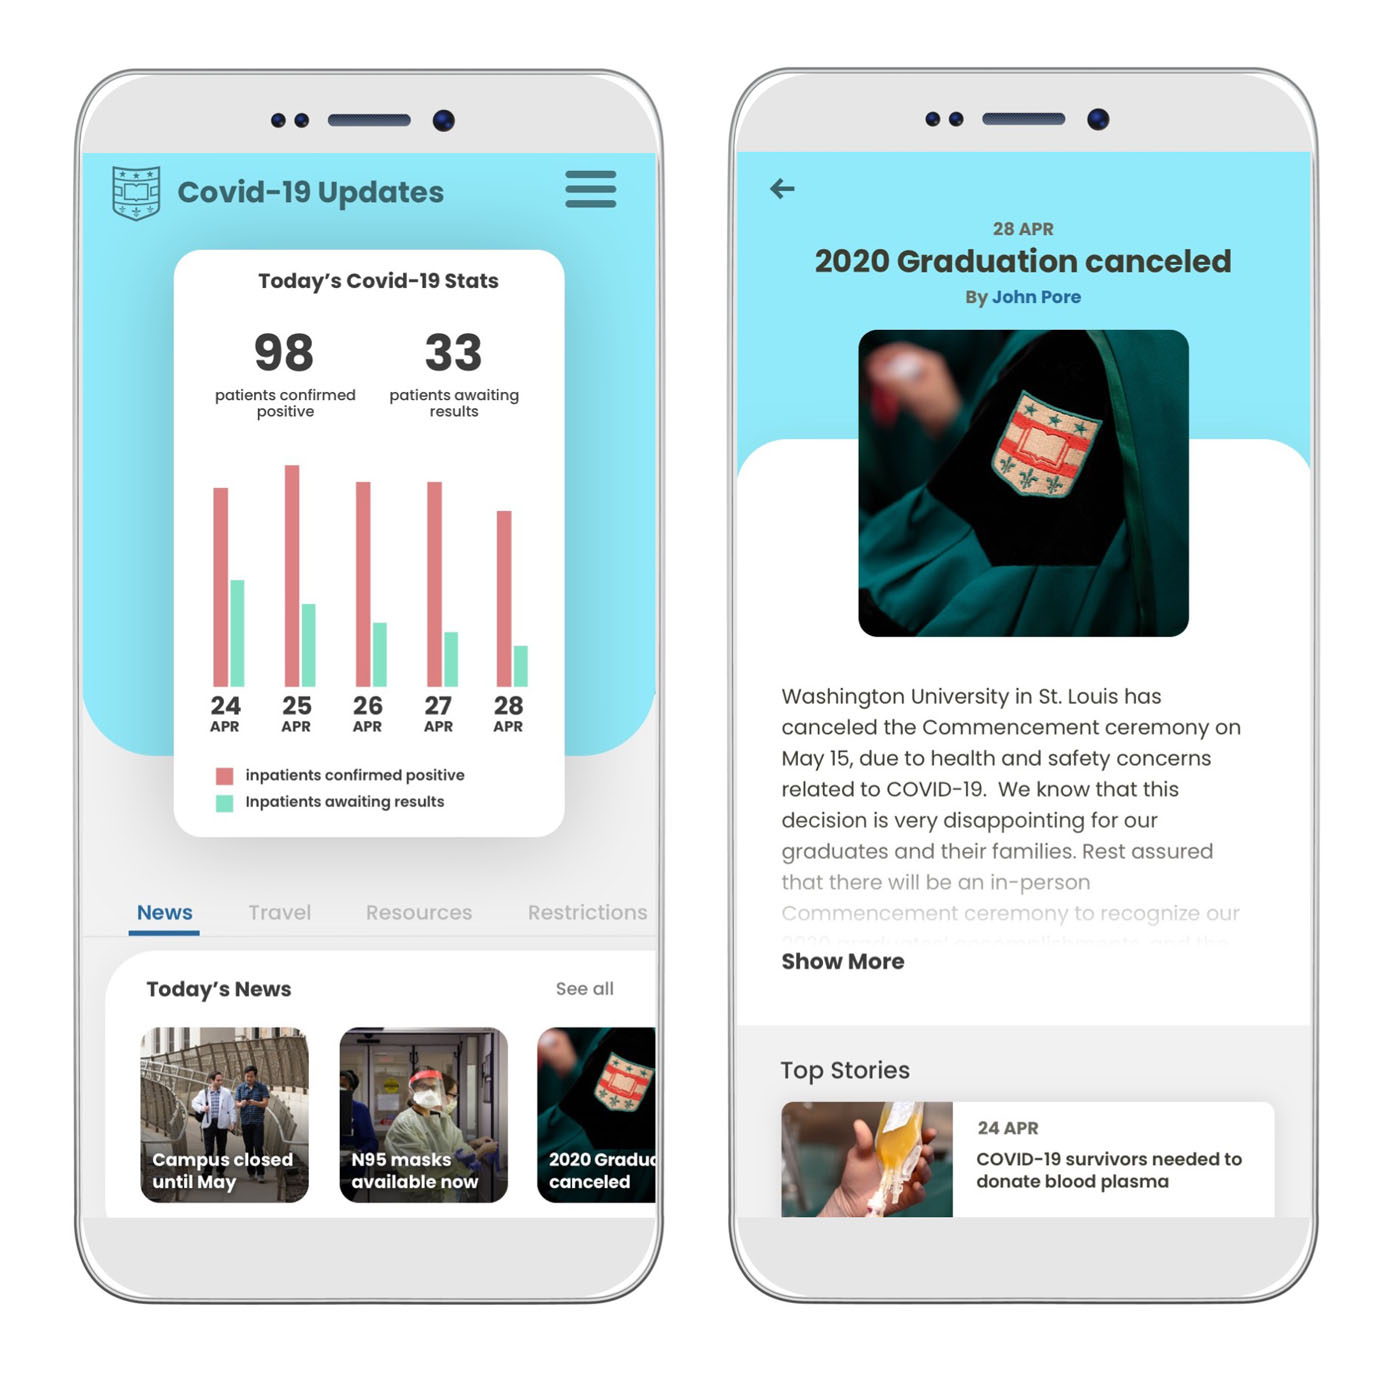 Covid-19 Updates
Today's Covid-19 Stats
98
patients confirmed
positive
33
patients awaiting
results
24
APR
25
APR
26
APR
27
APR
28
APR
inpatients confirmed positive
Inpatients awaiting results
News Travel Resources Restrictions
Today's News
See all
Campus closed
until May
N95 masks
available now
2020 Graduc
canceled
28 APR
2020 Graduation canceled
By John Pore
Washington University in St. Louis has
canceled the Commencement ceremony on
May 15, due to health and safety concerns
related to COVID-19.  We know that this
decision is very disappointing for our
graduates and their families. Rest assured
that there will be an in-person
Commencement ceremony to recognize our
2020 graduates' accomplishments, and the
Show More
Top Stories
24 APR
COVID-19 survivors needed to
donate blood plasma